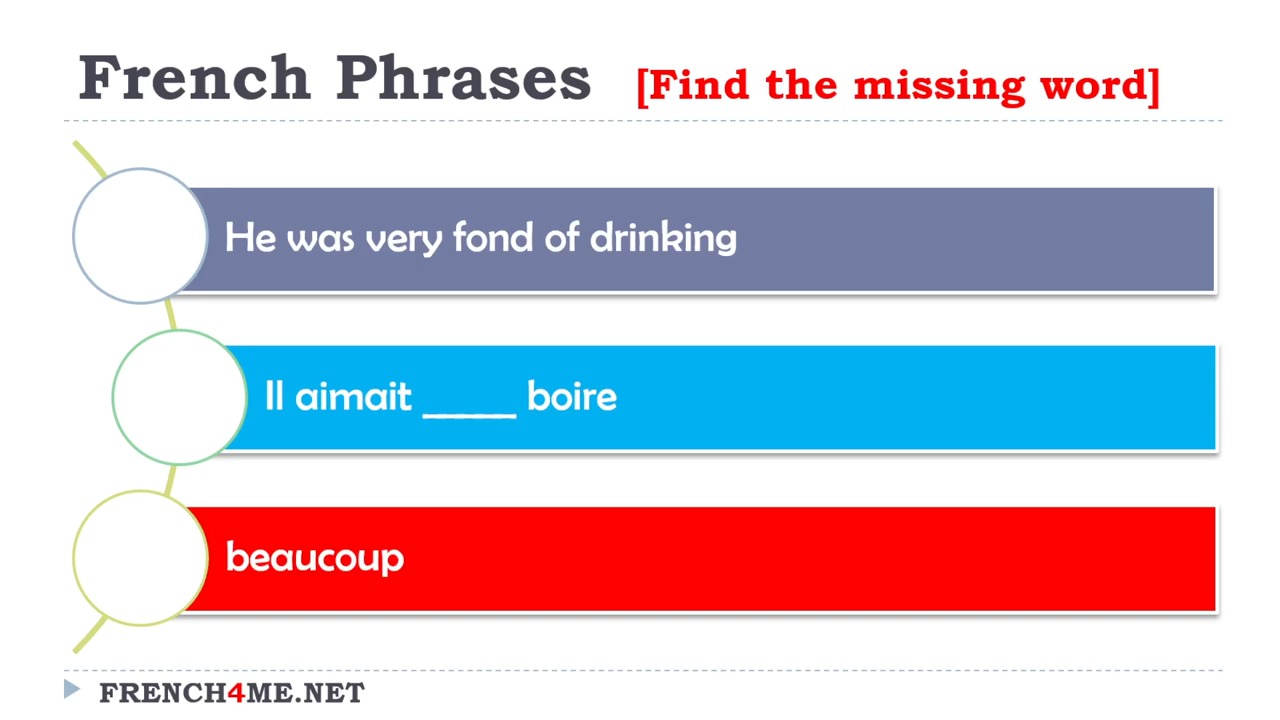 French Phrases [Find the missing word]
He was very fond of drinking
Il aimait _____ boire
beaucoup
FRENCH4ME.NET